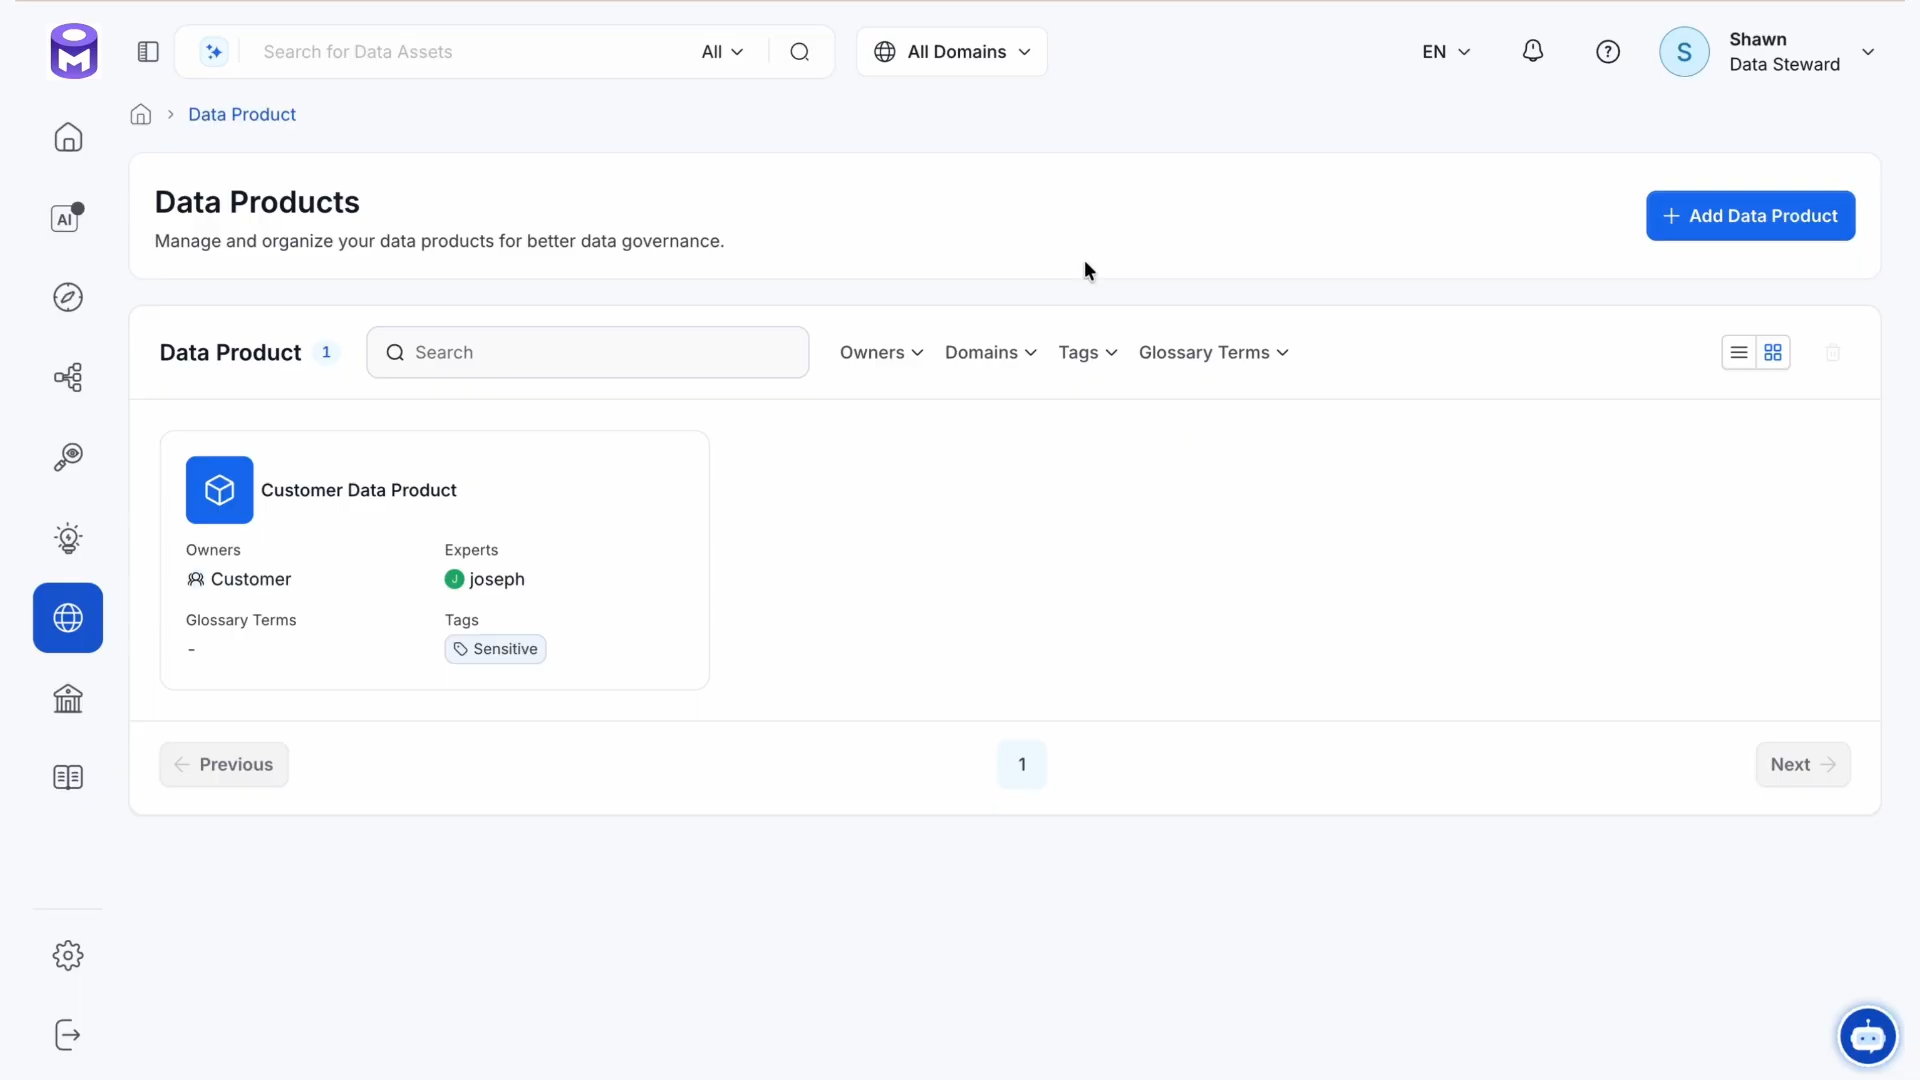 Search for Data Assets
All
All Domains
EN
S
Shawn
Data Steward
Data Product
AI
Data Products
Manage and organize your data products for better data governance.
+ Add Data Product
Data Product 1
Search
Owners
Domains
Tags
Glossary Terms
Customer Data Product
Owners
Experts
Customer
J joseph
Glossary Terms
Tags
-
Sensitive
Previous
1
Next